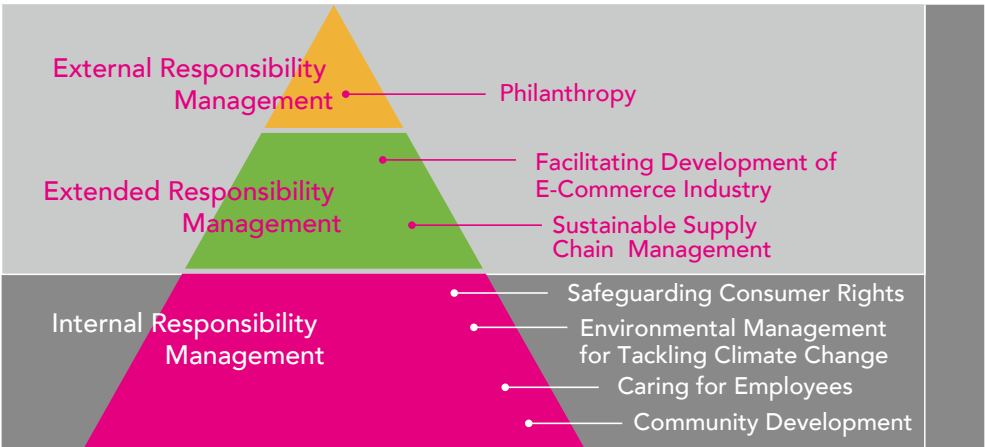 External Responsibility
Management
Philanthropy
Extended Responsibility
Management
Facilitating Development of
E-Commerce Industry
Sustainable Supply
Chain Management
Internal Responsibility
Management
Safeguarding Consumer Rights
Environmental Management
for Tackling Climate Change
Caring for Employees
Community Development